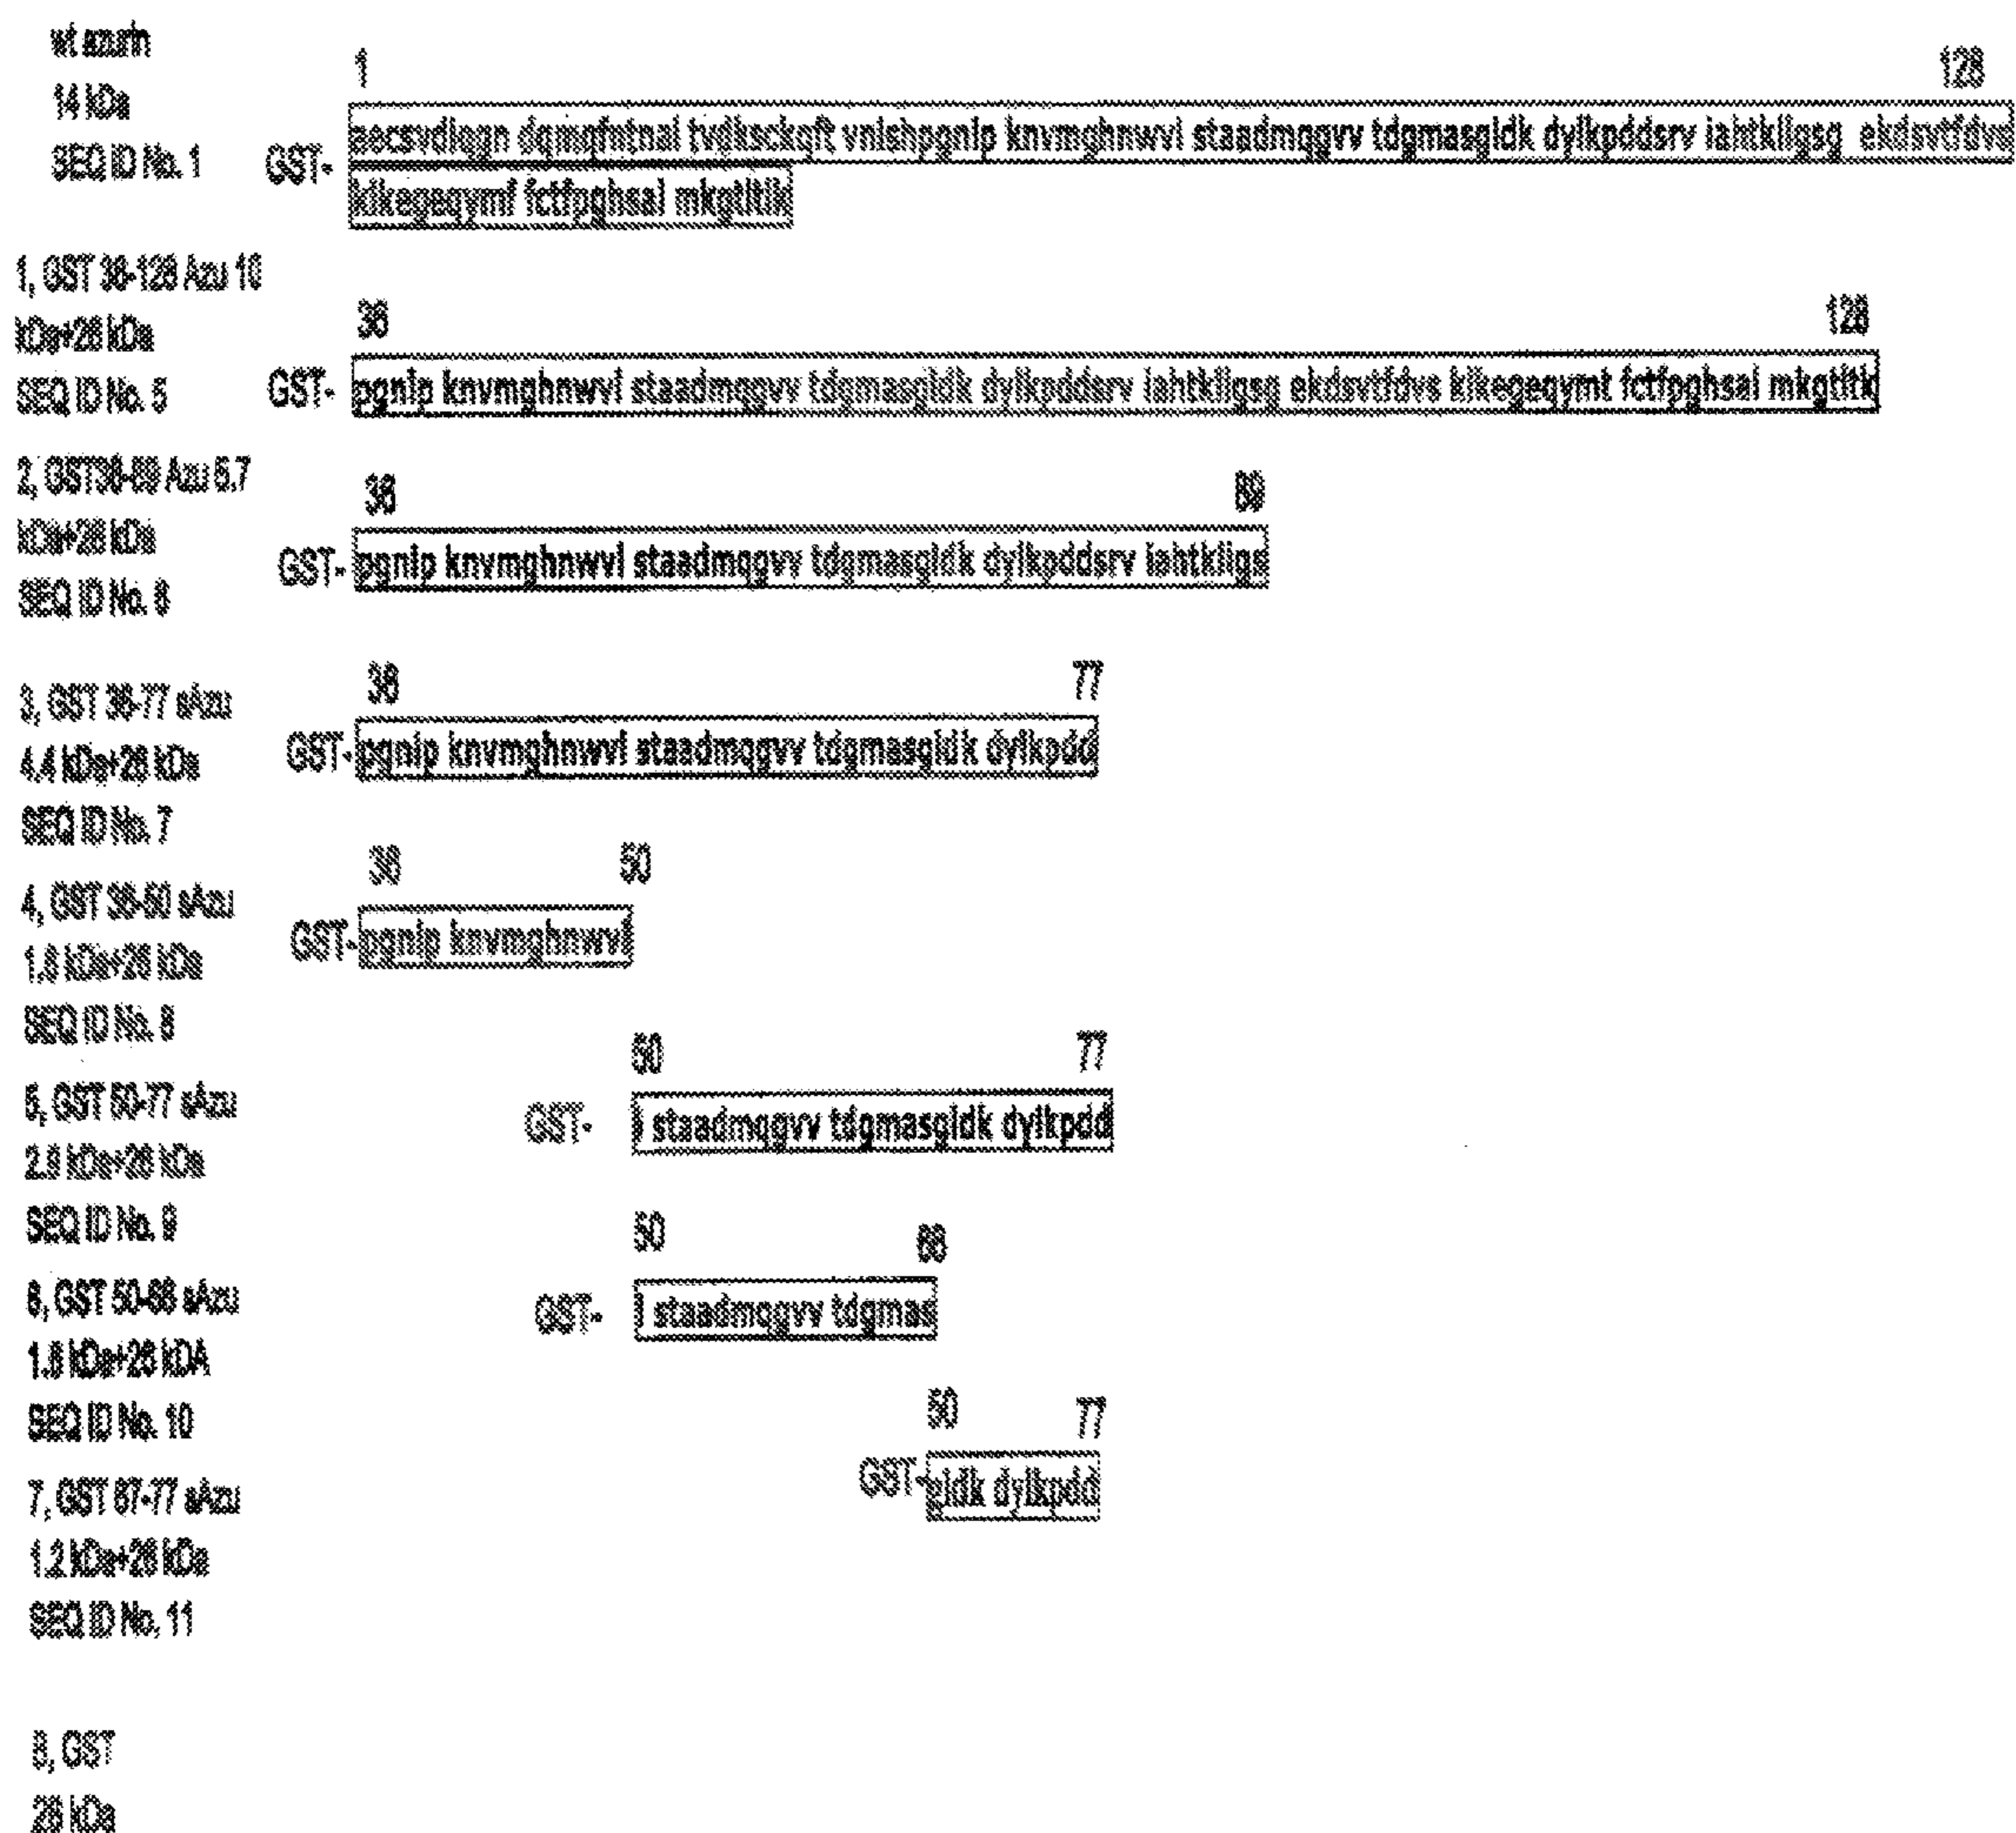 wt azurin
14 kDa
SEQ ID No. 1
1
128
GST-
aecsvdiqgn dqmqfntnai tvdksckqft vnlshpgnlp knvmghnwvl staadmqgvv tdgmasgldk dylkpddsrv iahtkligsg ekdsvtfdvs
klkegeqymf fctfpghsal mkgtltlk
1, GST 36-128 Azu 10
kDa+26 kDa
SEQ ID No. 5
36
128
GST-
pgnlp knvmghnwvl staadmqgvv tdgmasgldk dylkpddsrv iahtkligsg ekdsvtfdvs klkegeqymt fctfpghsal mkgtltk
2, GST36-89 Azu 5.7
kDa+26 kDa
SEQ ID No. 6
36
89
GST-
pgnlp knvmghnwvl staadmqgvv tdgmasgldk dylkpddsrv iahtkligs
3, GST 36-77 sAzu
4.4 kDa+26 kDa
SEQ ID No. 7
36
77
GST-
pgnlp knvmghnwvl staadmqgvv tdgmasgldk dylkpdd
4, GST 36-50 sAzu
kDa+26 kDa
SEQ ID No. 8
36
50
GST-
pgnlp knvmghnwvl
5, GST 50-77 sAzu
2.9 kDa+26 kDa
SEQ ID No. 9
50
77
GST-
l staadmqgvv tdgmasgldk dylkpdd
6, GST 50-66 sAzu
1.8 kDa+26 kDA
SEQ ID No. 10
50
66
GST-
l staadmqgvv tdgmas
7, GST 67-77 sAzu
1.2 kDa+26 kDa
SEQ ID No. 11
50
77
GST-
gldk dylkpdd
8, GST
26 kDa